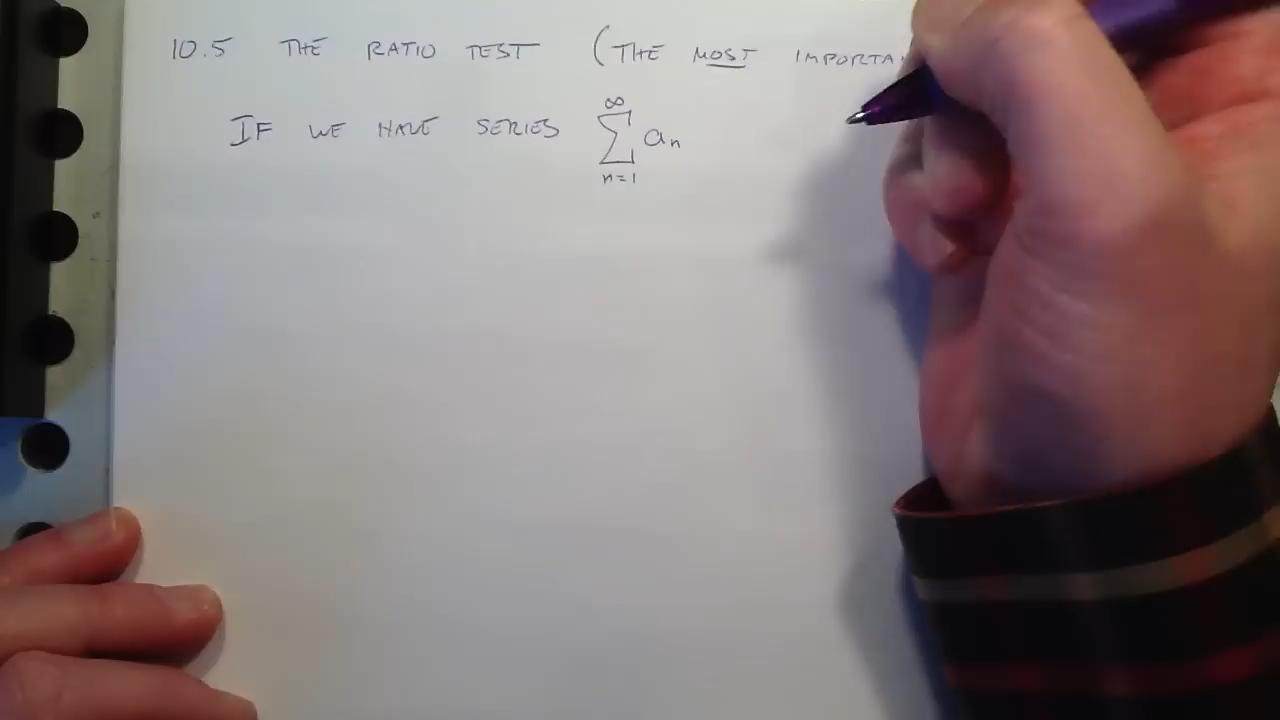 10.5 THE RATIO TEST (THE MOST
IF WE HAVE SERIES ∞ Σ n=1 aₙ